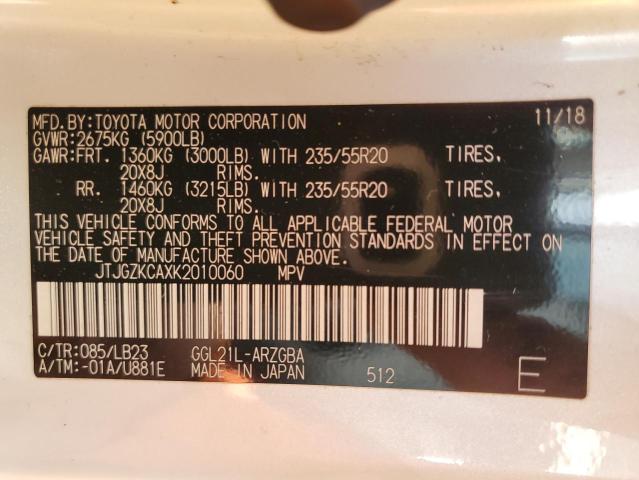 MFD.BY:TOYOTA MOTOR CORPORATION 11/18
GVWR:2675KG (5900LB)
GAWR:FRT. 1360KG (3000LB) WITH 235/55R20 TIRES,
20X8J RIMS.
RR. 1460KG (3215LB) WITH 235/55R20 TIRES,
20X8J RIMS.
THIS VEHICLE CONFORMS TO ALL APPLICABLE FEDERAL MOTOR
VEHICLE SAFETY AND THEFT PREVENTION STANDARDS IN EFFECT ON
THE DATE OF MANUFACTURE SHOWN ABOVE.
JTJGZKCAXK2010060 MPV
C/TR:085/LB23 GGL21L-ARZGBA
A/TM:-01A/U881E MADE IN JAPAN 512 E